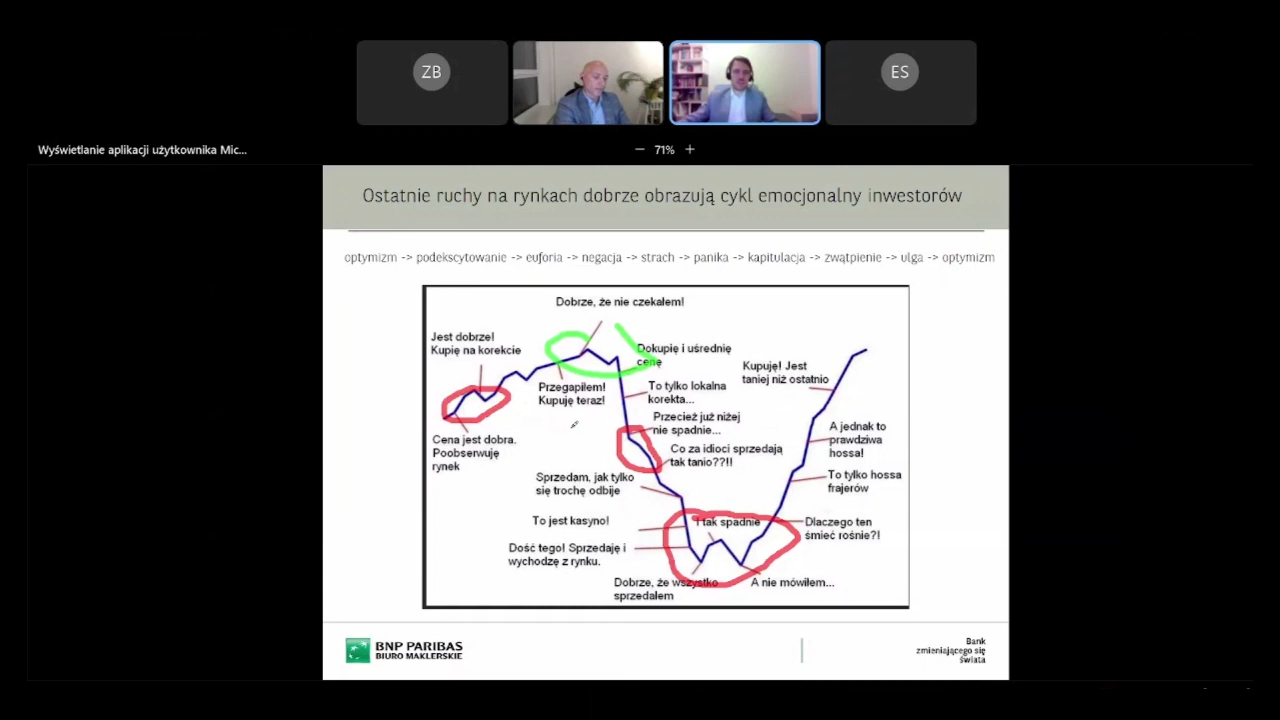 ZB
ES
Wyświetlanie aplikacji użytkownika Mic...
71%
Ostatnie ruchy na rynkach dobrze obrazują cykl emocjonalny inwestorów
optymizm -> podekscytowanie -> euforia -> negacja -> strach -> panika -> kapitulacja -> zwątpienie -> ulga -> optymizm
Dobrze, że nie czekałem!
Jest dobrze!
Kupię na korekcie
Dokupię i uśrednię
cenę
Przegapiłem!
Kupuję teraz!
To tylko lokalna
korekta...
Kupuję! Jest
taniej niż ostatnio
Przecież już niżej
nie spadnie...
Cena jest dobra.
Poobserwuję
rynek
Co za idioci sprzedają
tak tanio??!!
A jednak to
prawdziwa
hossa!
Sprzedam, jak tylko
się trochę odbije
To tylko hossa
frajerów
To jest kasyno!
I tak spadnie
Dlaczego ten
śmieć rośnie?!
Dość tego! Sprzedaję i
wychodzę z rynku.
Dobrze, że wszystko
sprzedałem
A nie mówiłem...
BNP PARIBAS
BIURO MAKLERSKIE
Bank
zmieniającego się
świata